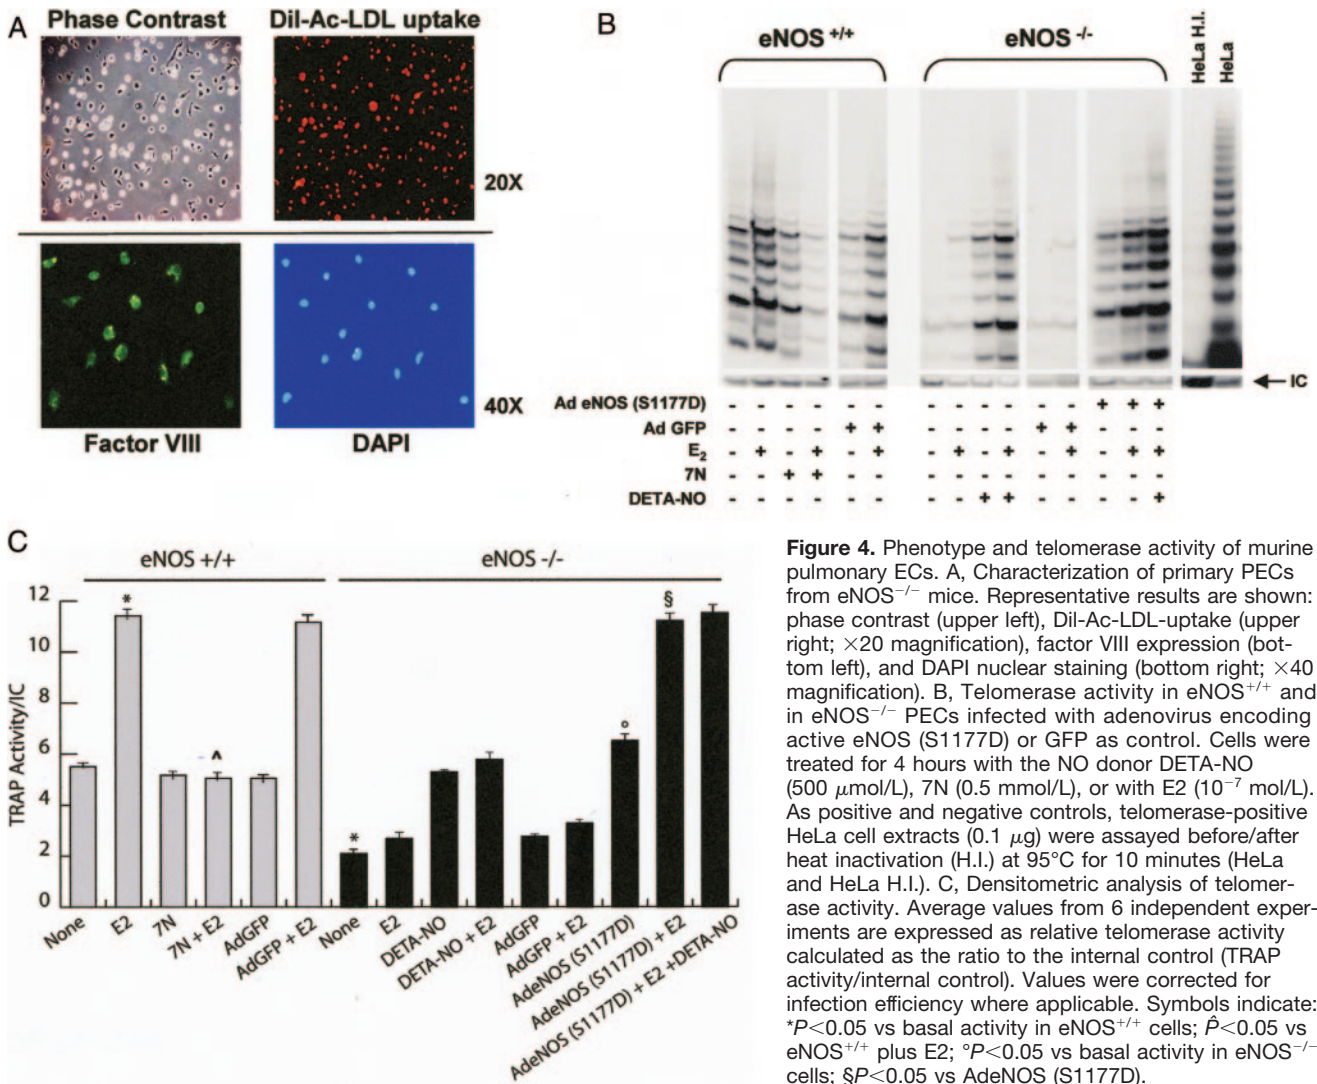 A
Phase Contrast
Dil-Ac-LDL uptake
20X
40X
Factor VIII
DAPI
B
eNOS +/+
eNOS -/-
HeLa H.I.
HeLa
IC
Ad eNOS (S1177D) - - - - - - - - - - - - + + +
Ad GFP - - - - + + - - - - + + - - -
E2 - + - + - + - + - + - + - + +
7N - - + + - - - - - - - - - - -
DETA-NO - - - - - - - - + + - - - - +
C
eNOS +/+
eNOS -/-
TRAP Activity/IC
12
10
8
6
4
2
0
*
^
*
°
§
None
E2
7N
7N + E2
AdGFP
AdGFP + E2
None
E2
DETA-NO
DETA-NO + E2
AdGFP
AdGFP + E2
AdeNOS (S1177D)
AdeNOS (S1177D) + E2
AdeNOS (S1177D) + E2 +DETA-NO
Figure 4. Phenotype and telomerase activity of murine
pulmonary ECs. A, Characterization of primary PECs
from eNOS−/− mice. Representative results are shown:
phase contrast (upper left), Dil-Ac-LDL-uptake (upper
right; ×20 magnification), factor VIII expression (bot-
tom left), and DAPI nuclear staining (bottom right; ×40
magnification). B, Telomerase activity in eNOS+/+ and
in eNOS−/− PECs infected with adenovirus encoding
active eNOS (S1177D) or GFP as control. Cells were
treated for 4 hours with the NO donor DETA-NO
(500 μmol/L), 7N (0.5 mmol/L), or with E2 (10−7 mol/L).
As positive and negative controls, telomerase-positive
HeLa cell extracts (0.1 μg) were assayed before/after
heat inactivation (H.I.) at 95°C for 10 minutes (HeLa
and HeLa H.I.). C, Densitometric analysis of telomer-
ase activity. Average values from 6 independent exper-
iments are expressed as relative telomerase activity
calculated as the ratio to the internal control (TRAP
activity/internal control). Values were corrected for
infection efficiency where applicable. Symbols indicate:
*P<0.05 vs basal activity in eNOS+/+ cells; P̂<0.05 vs
eNOS+/+ plus E2; °P<0.05 vs basal activity in eNOS−/−
cells; §P<0.05 vs AdeNOS (S1177D).